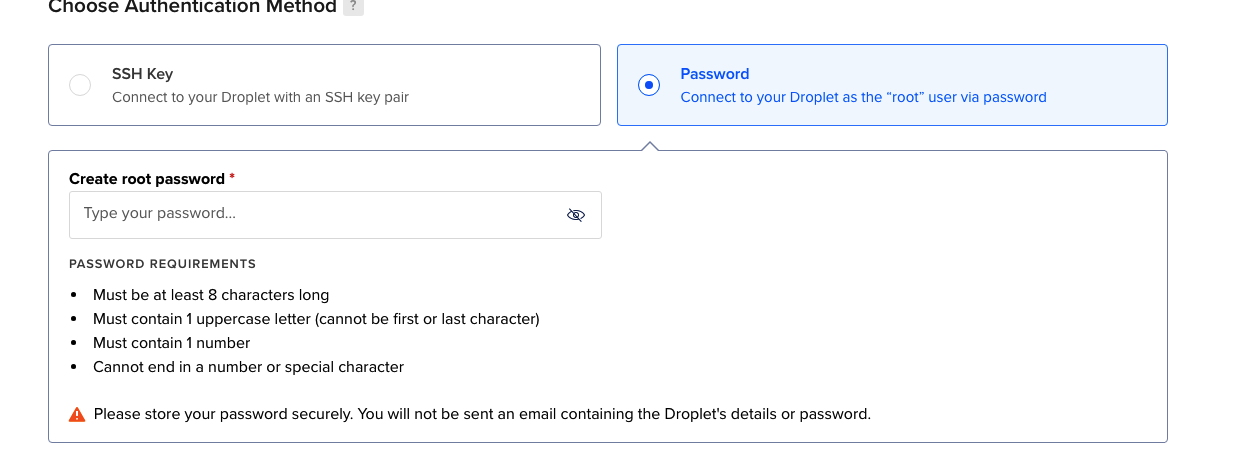 Choose Authentication Method ?
SSH Key
Connect to your Droplet with an SSH key pair
Password
Connect to your Droplet as the “root” user via password
Create root password *
Type your password...
PASSWORD REQUIREMENTS
• Must be at least 8 characters long
• Must contain 1 uppercase letter (cannot be first or last character)
• Must contain 1 number
• Cannot end in a number or special character
Please store your password securely. You will not be sent an email containing the Droplet's details or password.